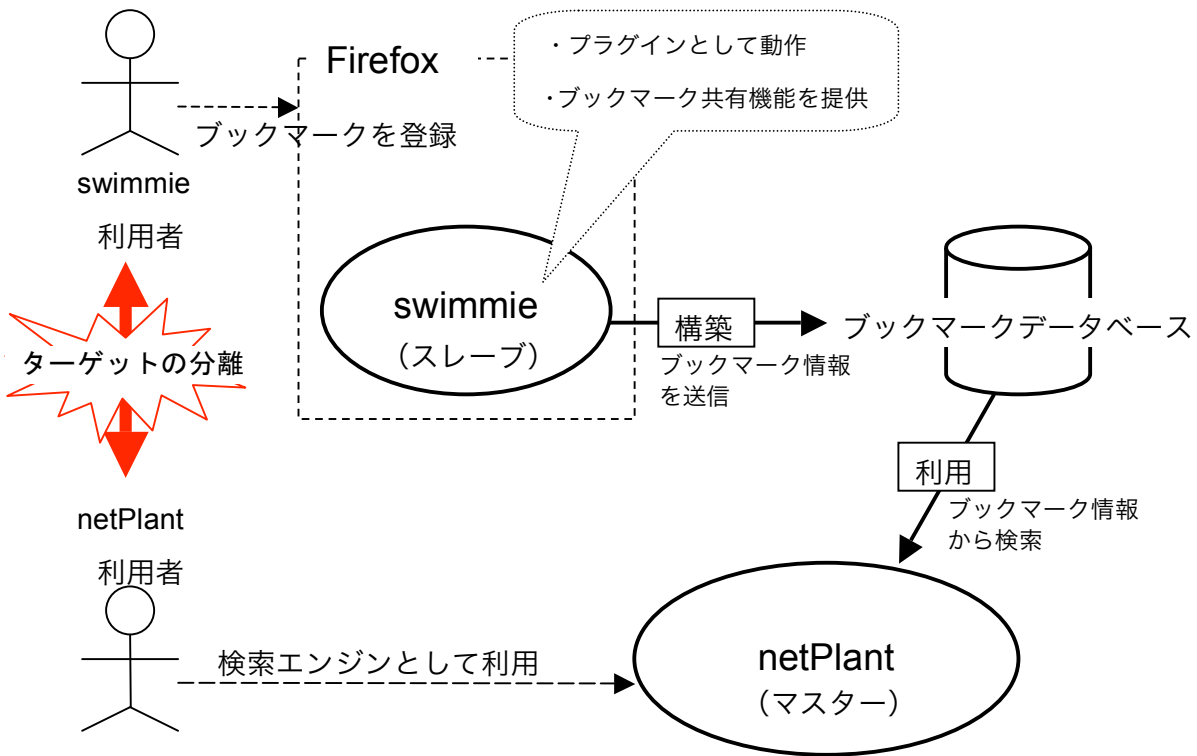 ・プラグインとして動作
・ブックマーク共有機能を提供
Firefox
ブックマークを登録
swimmie
利用者
swimmie
(スレーブ)
構築
ブックマーク情報
を送信
ブックマークデータベース
ターゲットの分離
利用
ブックマーク情報
から検索
netPlant
利用者
検索エンジンとして利用
netPlant
(マスター)